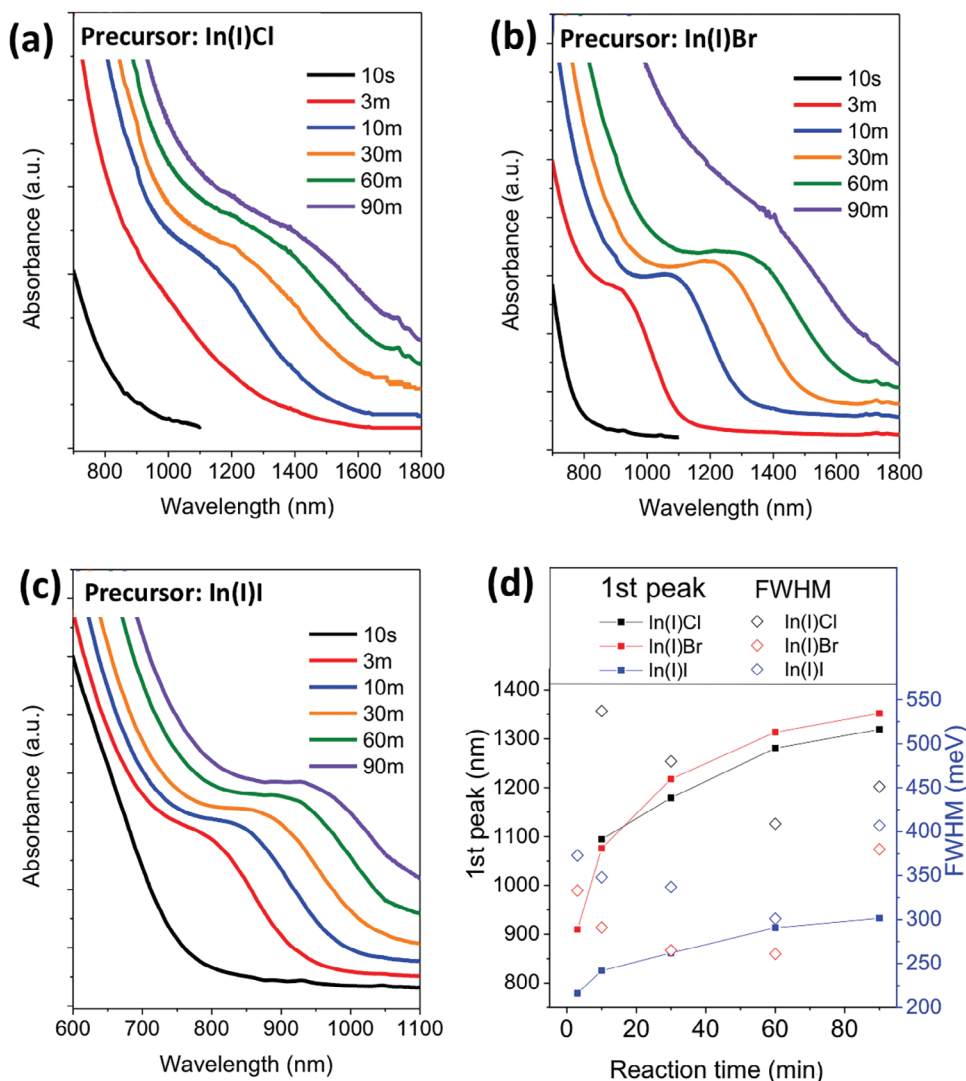 (a)
Precursor: In(I)Cl
10s
3m
10m
30m
60m
90m
Absorbance (a.u.)
800 1000 1200 1400 1600 1800
Wavelength (nm)
(b)
Precursor: In(I)Br
10s
3m
10m
30m
60m
90m
Absorbance (a.u.)
800 1000 1200 1400 1600 1800
Wavelength (nm)
(c)
Precursor: In(I)I
10s
3m
10m
30m
60m
90m
Absorbance (a.u.)
600 700 800 900 1000 1100
Wavelength (nm)
(d)
1st peak FWHM
In(I)Cl In(I)Cl
In(I)Br In(I)Br
In(I)I In(I)I
1400
1300
1200
1100
1000
900
800
1st peak (nm)
550
500
450
400
350
300
250
200
FWHM (meV)
0 20 40 60 80
Reaction time (min)